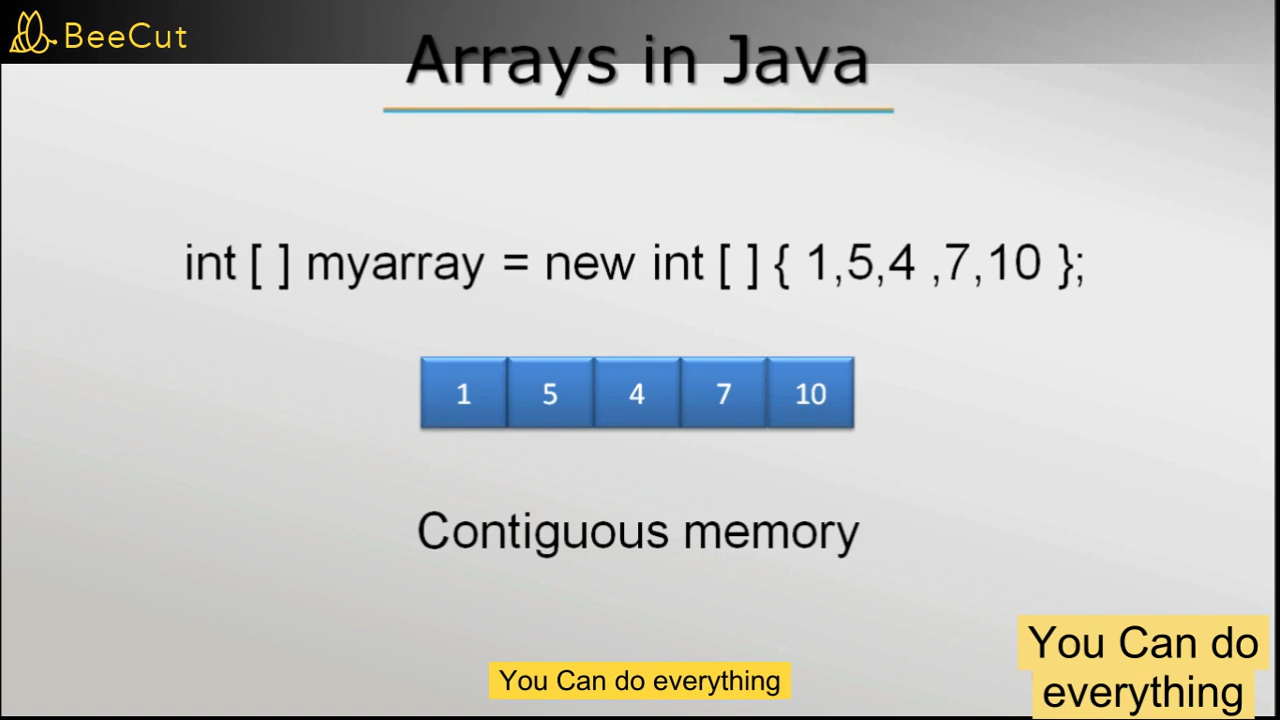 BeeCut
Arrays in Java
int [ ] myarray = new int [ ] { 1,5,4 ,7,10 };
1 5 4 7 10
Contiguous memory
You Can do everything
You Can do
everything